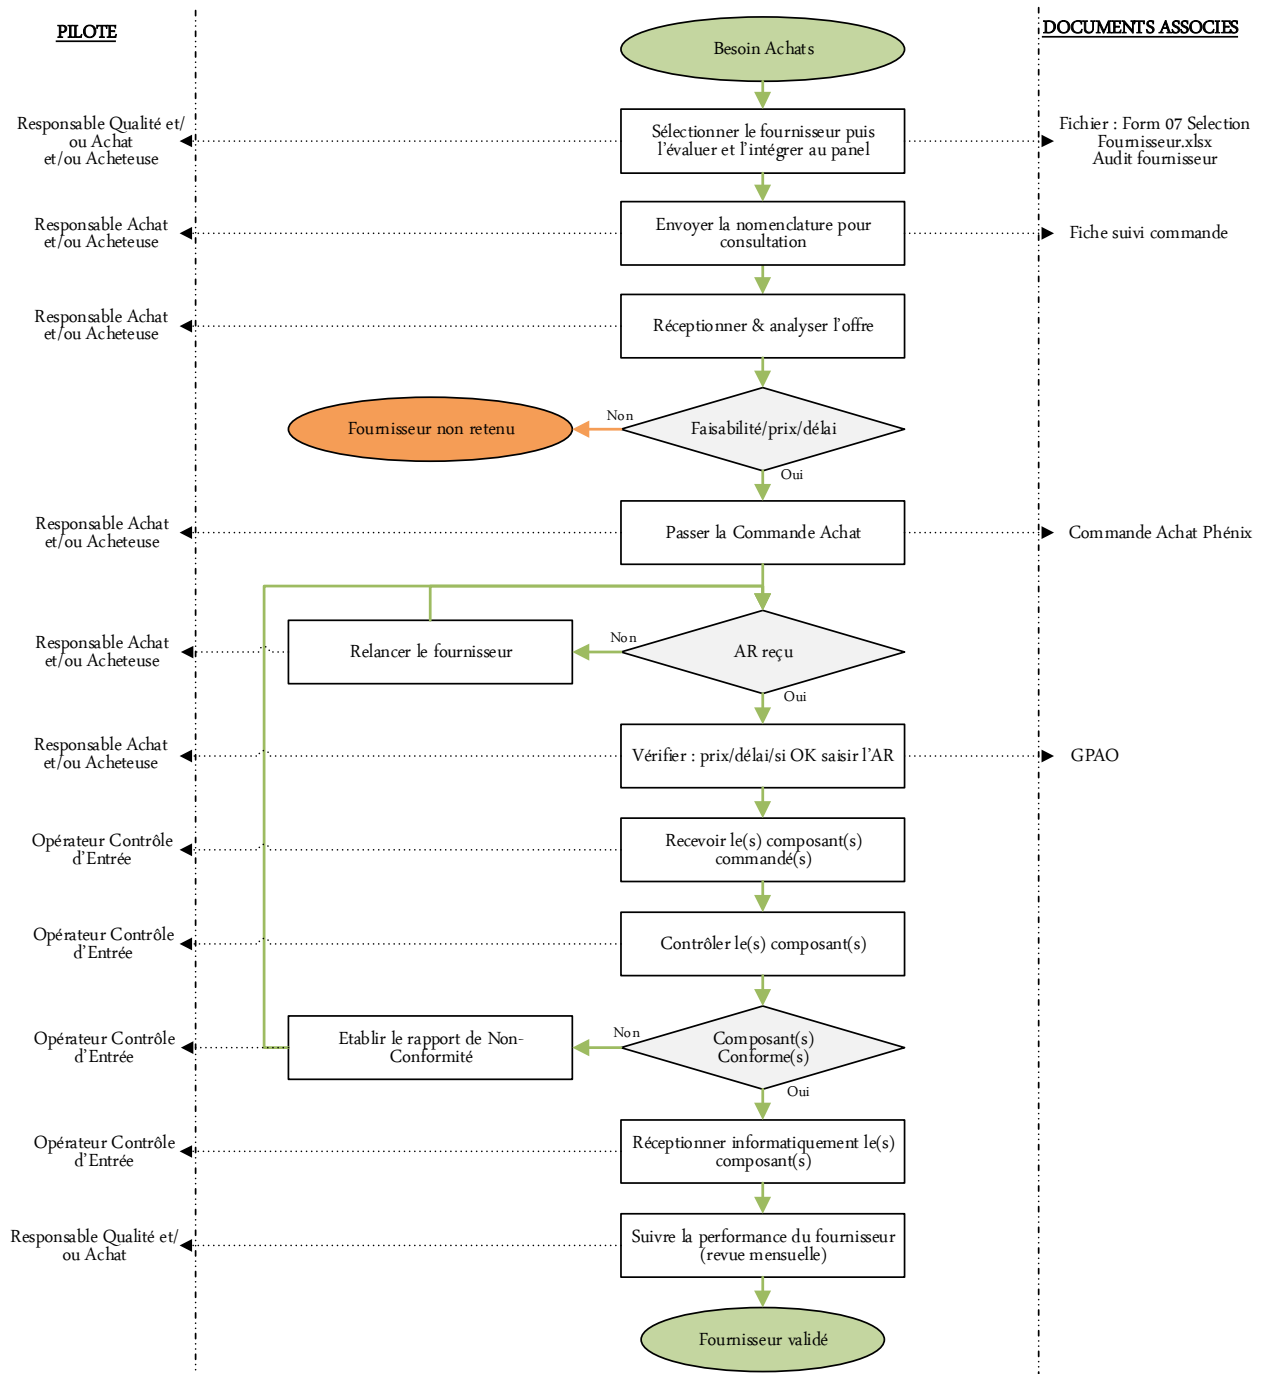 PILOTE
DOCUMENTS ASSOCIES
Besoin Achats
Responsable Qualité et/
ou Achat
et/ou Acheteuse
Sélectionner le fournisseur puis
l'évaluer et l'intégrer au panel
Fichier : Form 07 Selection
Fournisseur.xlsx
Audit fournisseur
Responsable Achat
et/ou Acheteuse
Envoyer la nomenclature pour
consultation
Fiche suivi commande
Responsable Achat
et/ou Acheteuse
Réceptionner & analyser l'offre
Fournisseur non retenu
Non
Faisabilité/prix/délai
Oui
Responsable Achat
et/ou Acheteuse
Passer la Commande Achat
Commande Achat Phénix
Responsable Achat
et/ou Acheteuse
Relancer le fournisseur
Non
AR reçu
Oui
Responsable Achat
et/ou Acheteuse
Vérifier : prix/délai/si OK saisir l'AR
GPAO
Opérateur Contrôle
d'Entrée
Recevoir le(s) composant(s)
commandé(s)
Opérateur Contrôle
d'Entrée
Contrôler le(s) composant(s)
Opérateur Contrôle
d'Entrée
Etablir le rapport de Non-
Conformité
Non
Composant(s)
Conforme(s)
Oui
Opérateur Contrôle
d'Entrée
Réceptionner informatiquement le(s)
composant(s)
Responsable Qualité et/
ou Achat
Suivre la performance du fournisseur
(revue mensuelle)
Fournisseur validé